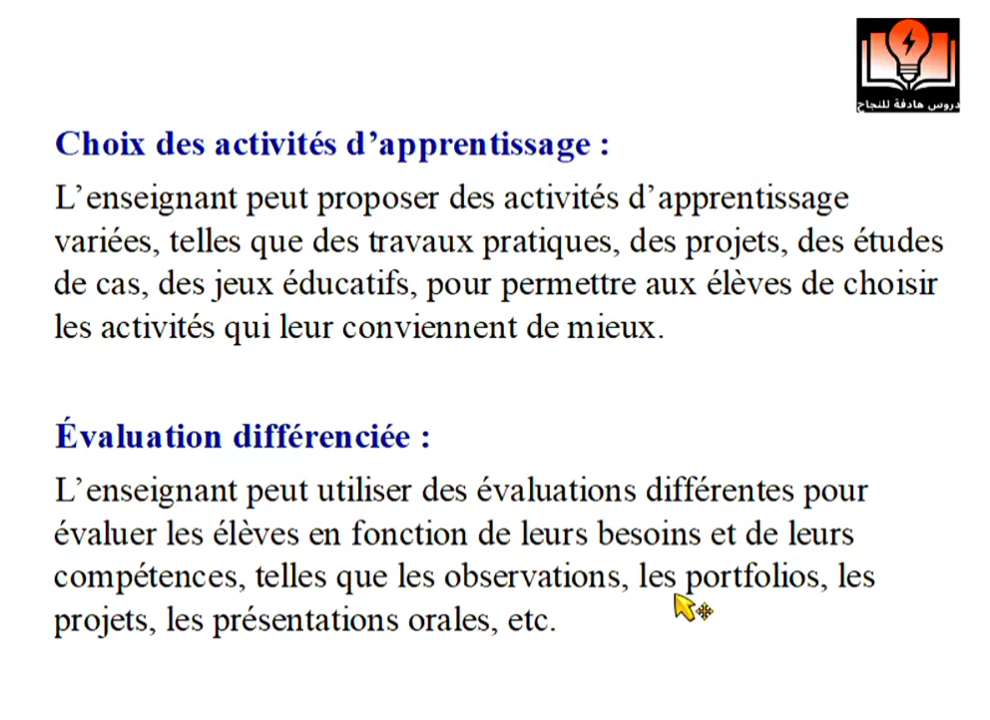 دروس هادفة للنجاح
Choix des activités d’apprentissage :
L’enseignant peut proposer des activités d’apprentissage
variées, telles que des travaux pratiques, des projets, des études
de cas, des jeux éducatifs, pour permettre aux élèves de choisir
les activités qui leur conviennent de mieux.
Évaluation différenciée :
L’enseignant peut utiliser des évaluations différentes pour
évaluer les élèves en fonction de leurs besoins et de leurs
compétences, telles que les observations, les portfolios, les
projets, les présentations orales, etc.